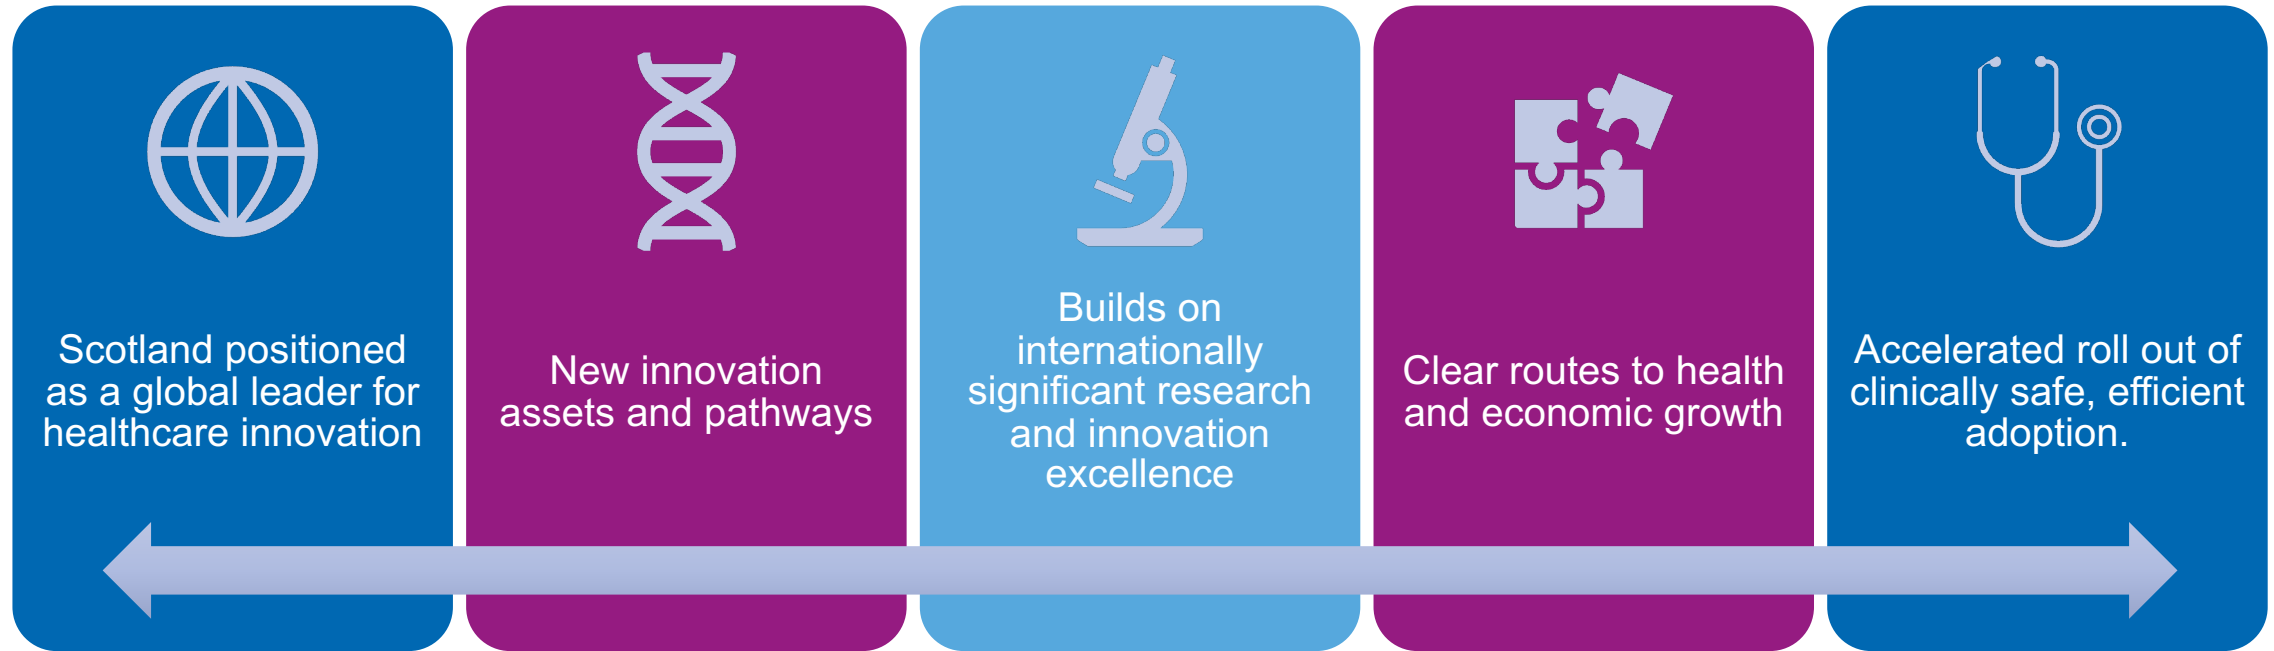 Scotland positioned
as a global leader for
healthcare innovation
New innovation
assets and pathways
Builds on
internationally
significant research
and innovation
excellence
Clear routes to health
and economic growth
Accelerated roll out of
clinically safe, efficient
adoption.